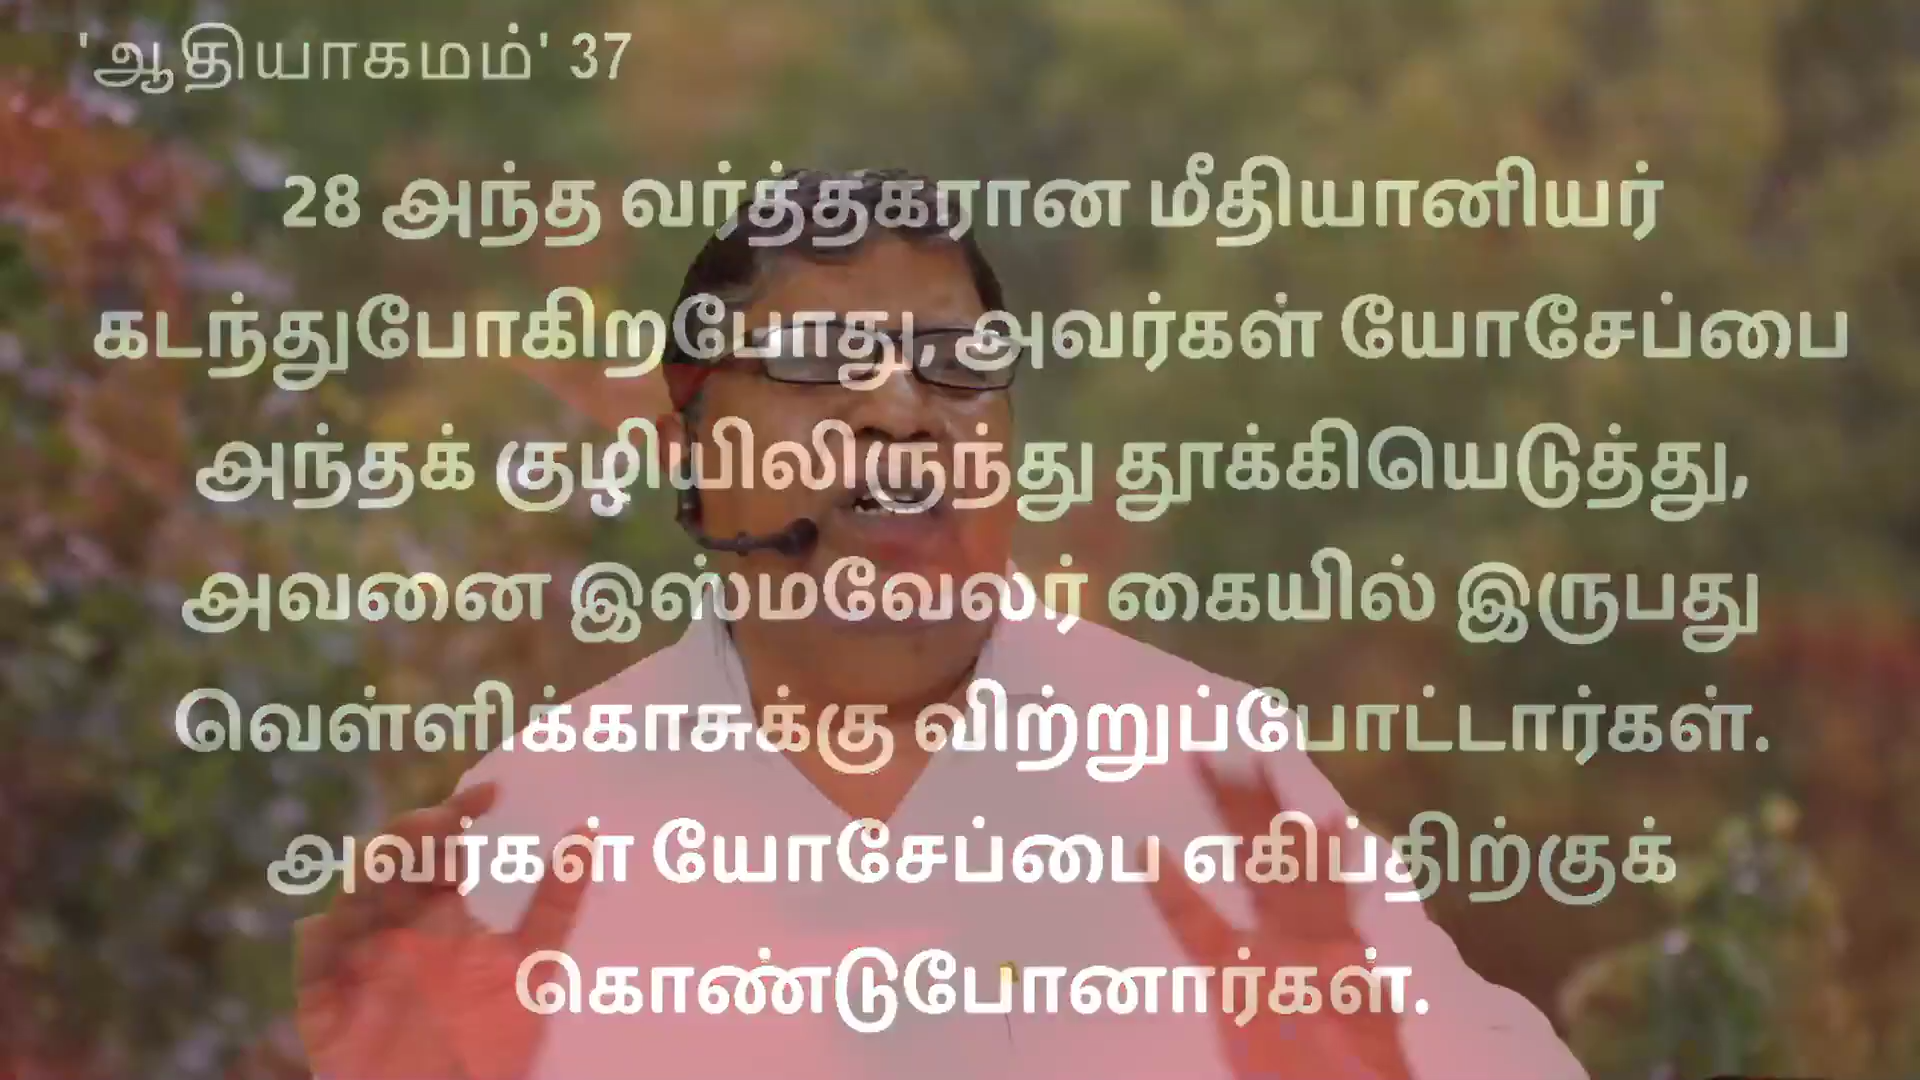 'ஆதியாகமம்' 37
28 அந்த வர்த்தகரான மீதியானியர்
கடந்துபோகிறபோது, அவர்கள் யோசேப்பை
அந்தக் குழியிலிருந்து தூக்கியெடுத்து,
அவனை இஸ்மவேலர் கையில் இருபது
வெள்ளிக்காசுக்கு விற்றுப்போட்டார்கள்.
அவர்கள் யோசேப்பை எகிப்திற்குக்
கொண்டுபோனார்கள்.